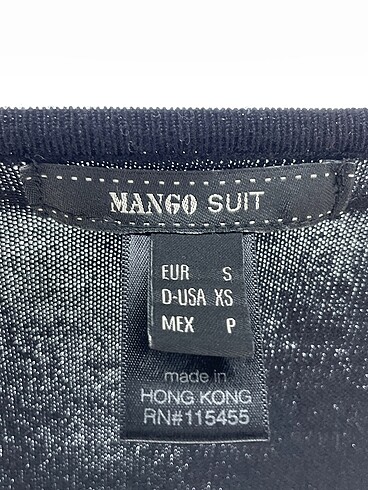 MANGO SUIT
EUR S
D-USA XS
MEX P
made in
HONG KONG
RN#115455